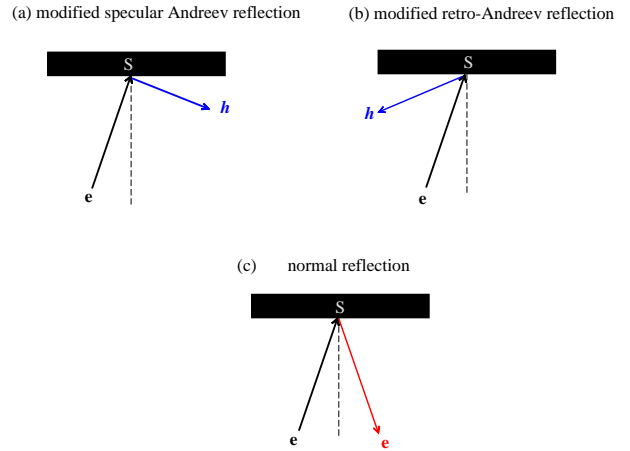 (a) modified specular Andreev reflection
(b) modified retro-Andreev reflection
S
h
e
S
h
e
(c) normal reflection
S
e
e